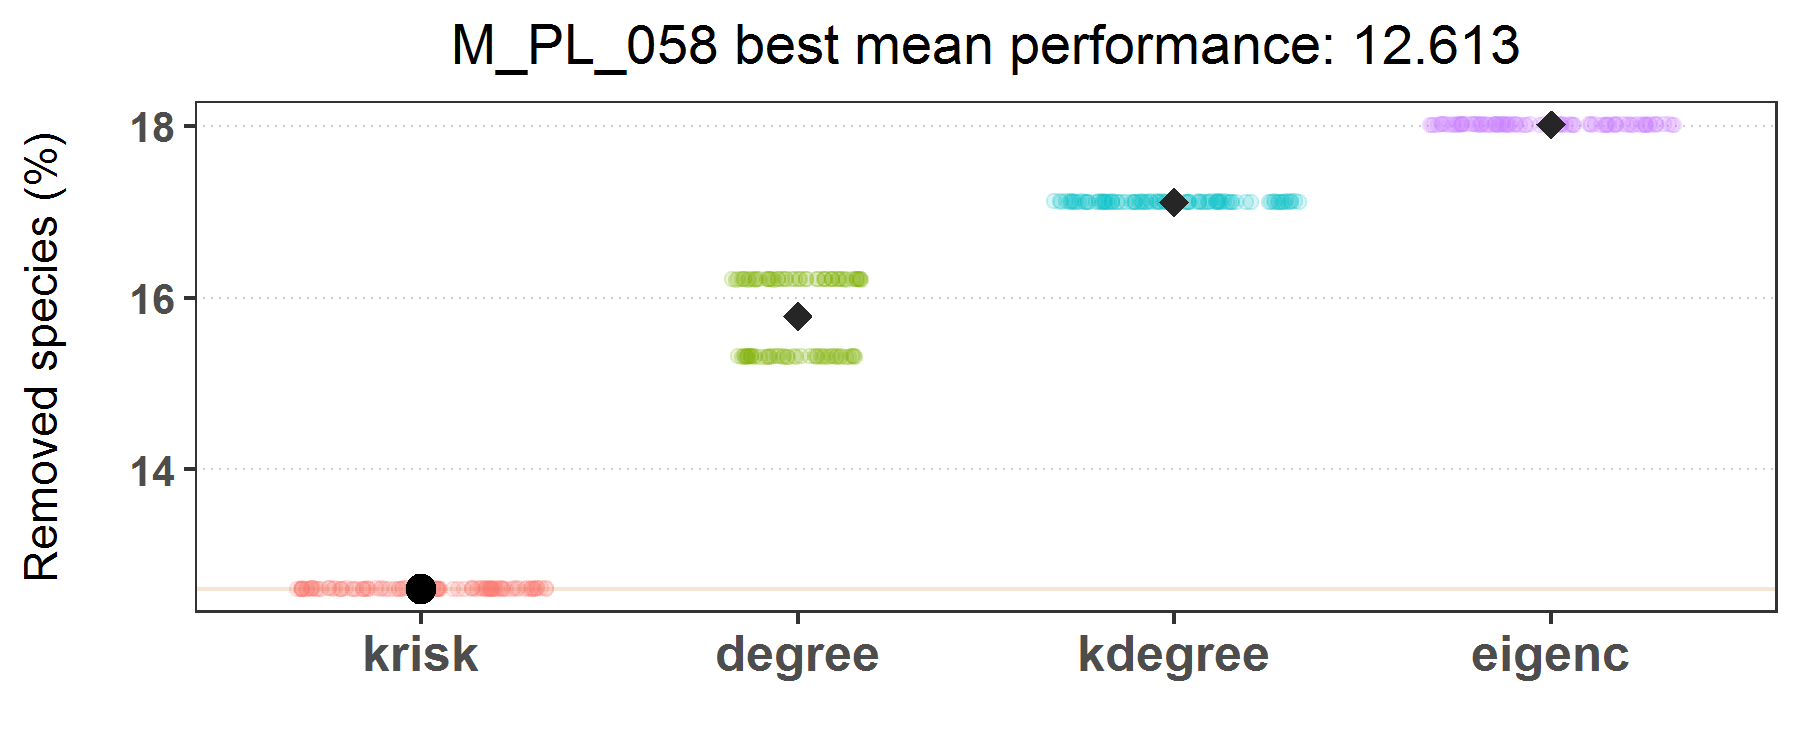 M_PL_058 best mean performance: 12.613
Removed species (%)
18
16
14
krisk degree kdegree eigenc